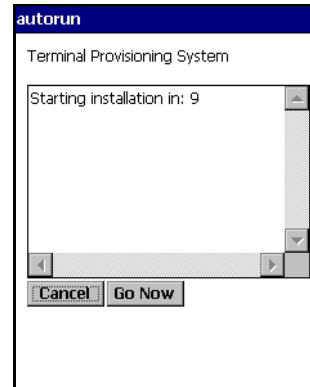 autorun
Terminal Provisioning System
Starting installation in: 9
Cancel Go Now